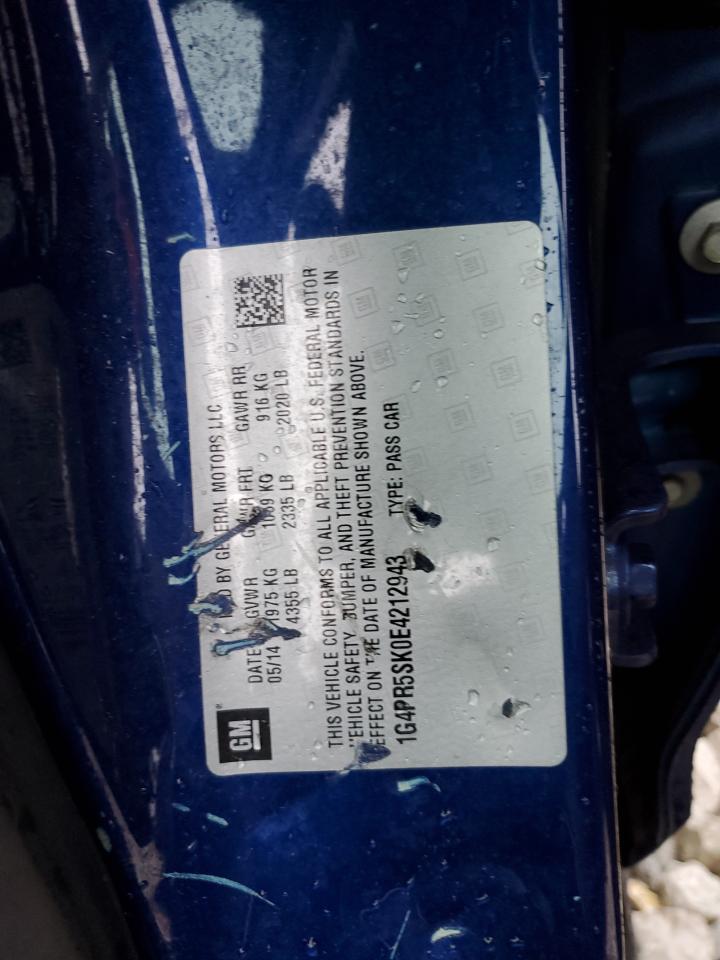 GM
BY GENERAL MOTORS LLC
DATE GVWR GAWR FRT GAWR RR
05/14 1975 KG 1059 KG 916 KG
4355 LB 2335 LB 2020 LB
THIS VEHICLE CONFORMS TO ALL APPLICABLE U.S. FEDERAL MOTOR
VEHICLE SAFETY, BUMPER, AND THEFT PREVENTION STANDARDS IN
EFFECT ON THE DATE OF MANUFACTURE SHOWN ABOVE.
1G4PR5SK0E4212943 TYPE: PASS CAR